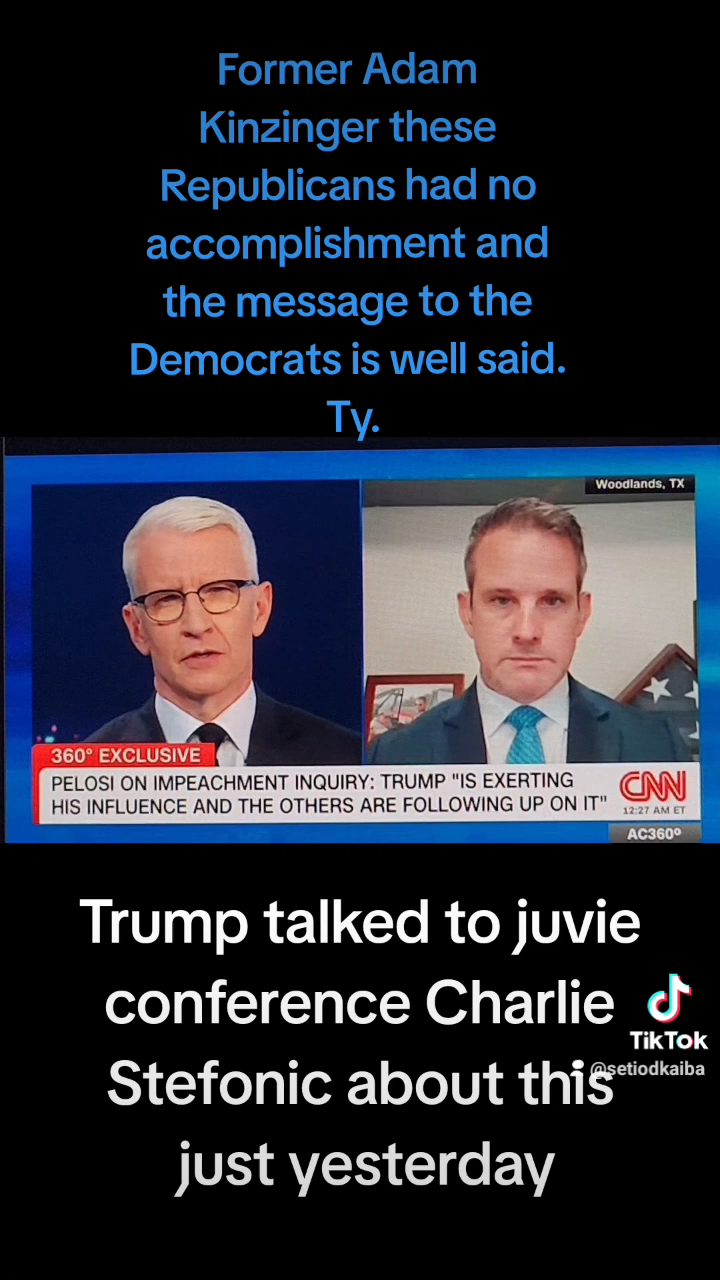 Former Adam
Kinzinger these
Republicans had no
accomplishment and
the message to the
Democrats is well said.
Ty.
Woodlands, TX
360° EXCLUSIVE
PELOSI ON IMPEACHMENT INQUIRY: TRUMP "IS EXERTING
HIS INFLUENCE AND THE OTHERS ARE FOLLOWING UP ON IT"
CNN
12:27 AM ET
AC360º
Trump talked to juvie
conference Charlie
Stefonic about this
just yesterday
TikTok
@setiodkaiba